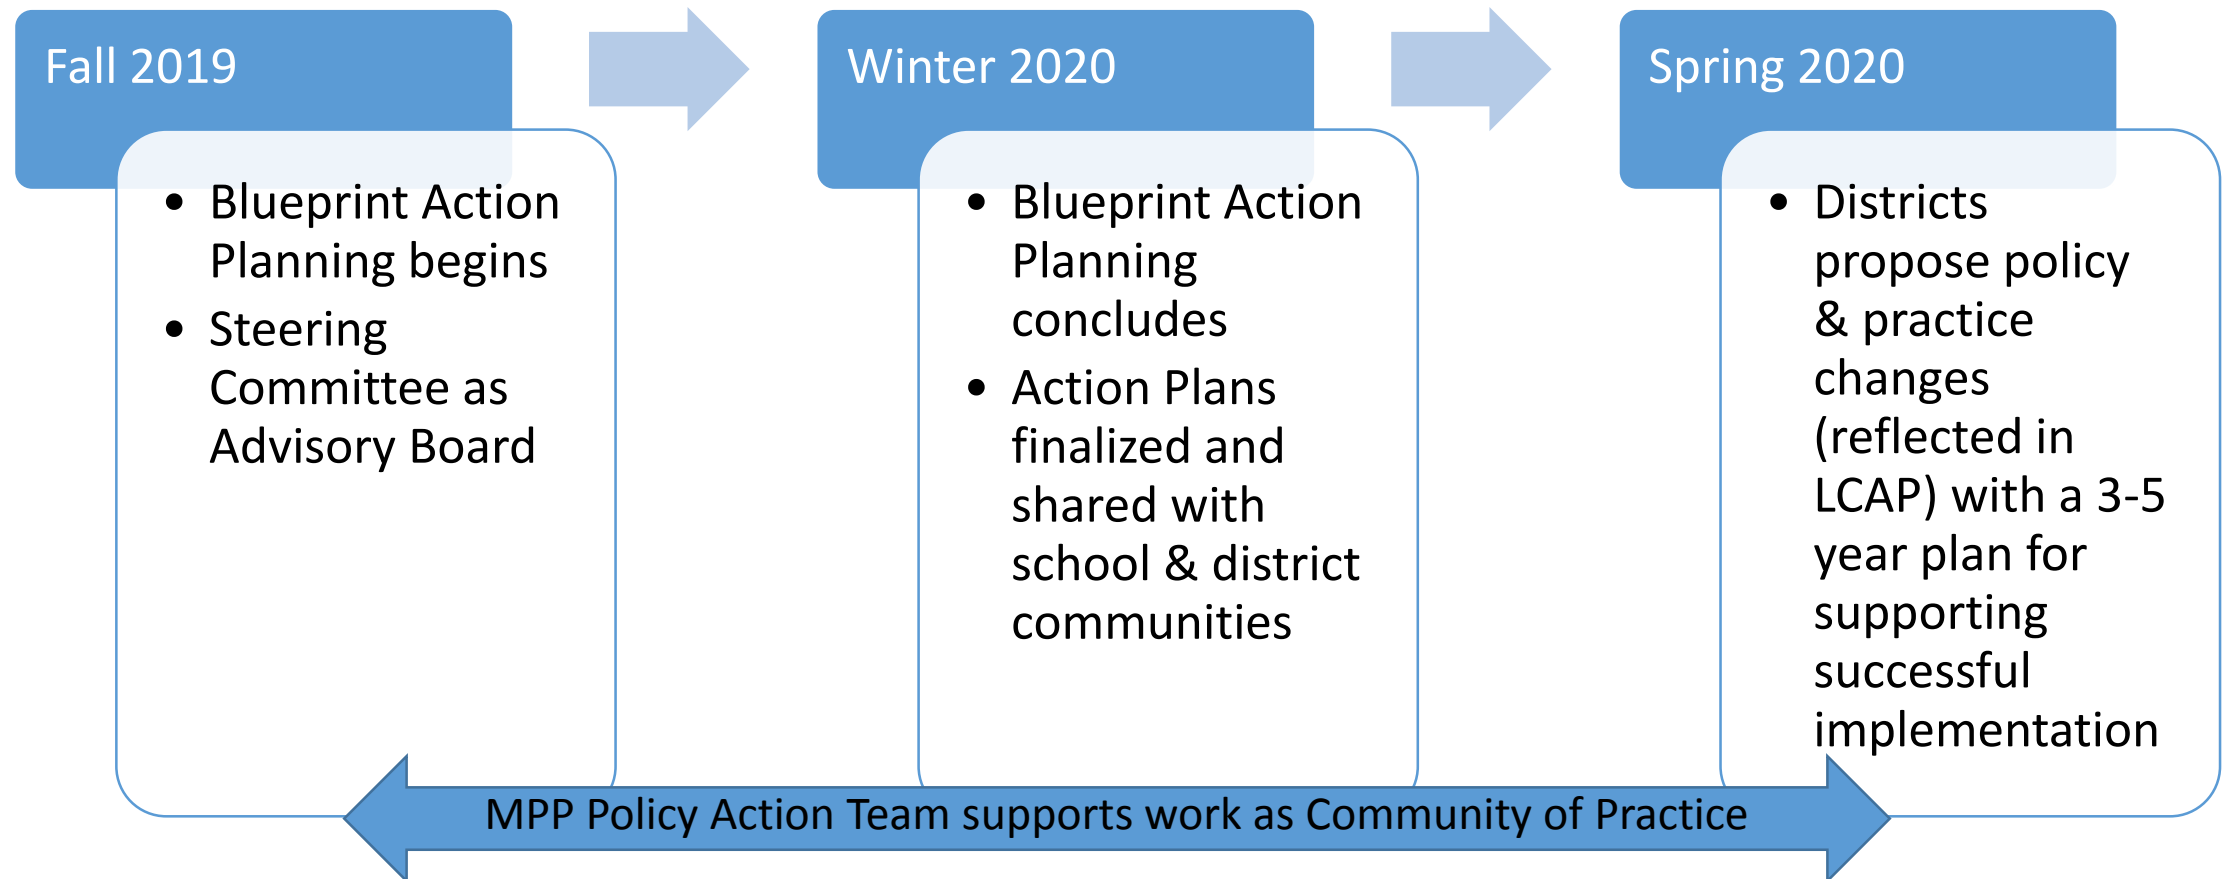 Fall 2019
• Blueprint Action
Planning begins
• Steering
Committee as
Advisory Board
Winter 2020
• Blueprint Action
Planning
concludes
• Action Plans
finalized and
shared with
school & district
communities
Spring 2020
• Districts
propose policy
& practice
changes
(reflected in
LCAP) with a 3-5
year plan for
supporting
successful
implementation
MPP Policy Action Team supports work as Community of Practice